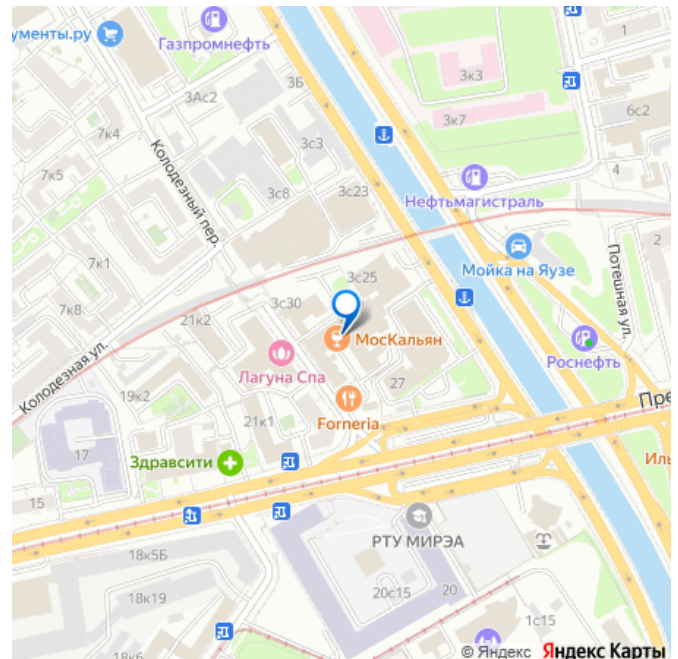 ументы.ру
Газпромнефть
1
3к3
3Ас2
3Б
6с2
7к4
3к7
3с3
Колодезный пер.
7к5
4
3с8
3с23
Нефтьмагистраль
2
7к1
Мойка на Яузе
Потешная ул.
3с25
7к8
3с30
21к2
МосКальян
Роснефть
Лагуна Спа
Колодезная ул.
27
19к2
Forneria
Пре
21к1
17
Здравсити
Иль
15
РТУ МИРЭА
18к5Б
20с15
20
18к19
1с15
18к6
© Яндекс Яндекс Карты